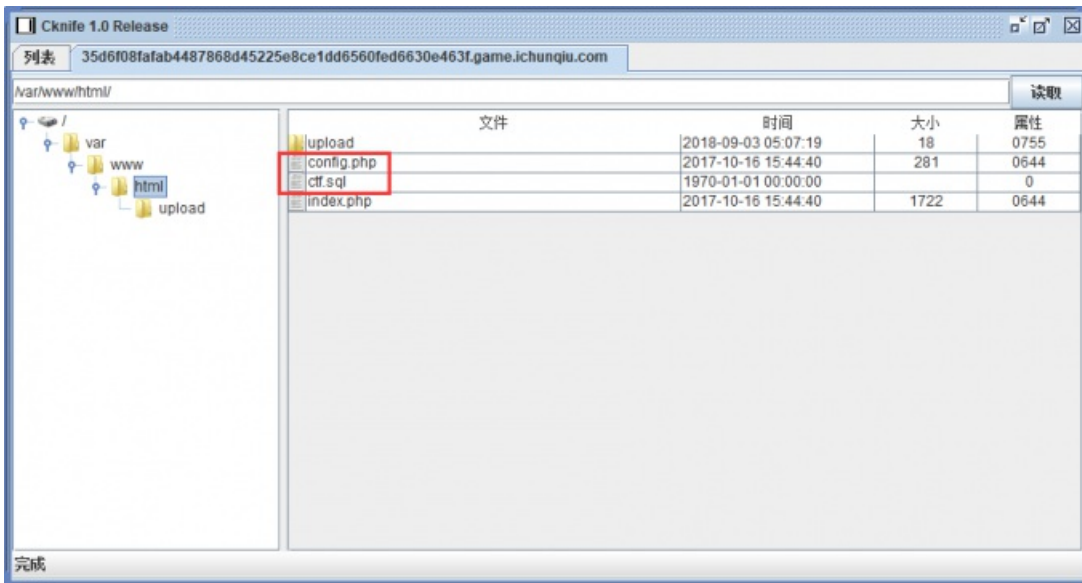 Cknife 1.0 Release
列表 35d6f08fafab4487868d45225e8ce1dd6560fed6630e463f.game.ichunqiu.com
/var/www/html/ 读取
/
var
www
html
upload
文件 时间 大小 属性
upload 2018-09-03 05:07:19 18 0755
config.php 2017-10-16 15:44:40 281 0644
ctf.sql 1970-01-01 00:00:00 0
index.php 2017-10-16 15:44:40 1722 0644
完成